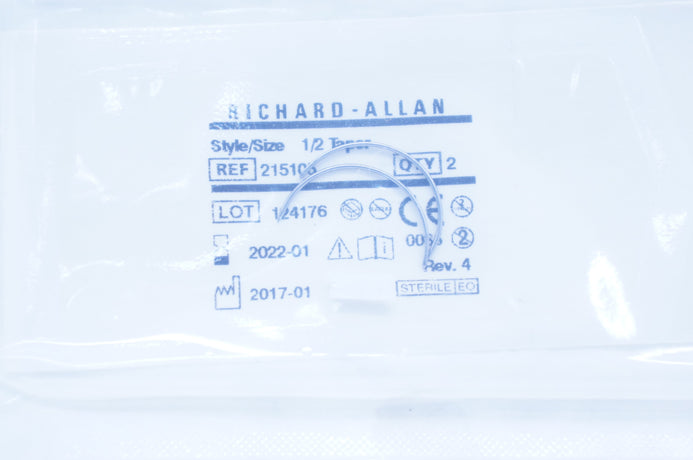 RICHARD-ALLAN
Style/Size 1/2 Taper
REF QTY 2
LOT 124176
2022-01
Rev. 4
2017-01 STERILE EO